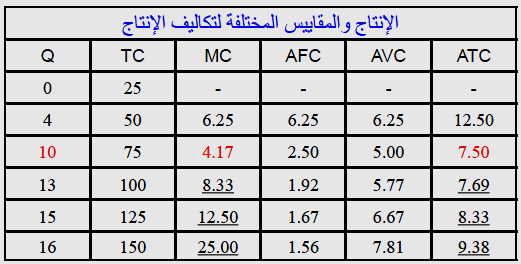 الإنتاج والمقاييس المختلفة لتكاليف الإنتاج
Q TC MC AFC AVC ATC
0 25 - - - -
4 50 6.25 6.25 6.25 12.50
10 75 4.17 2.50 5.00 7.50
13 100 8.33 1.92 5.77 7.69
15 125 12.50 1.67 6.67 8.33
16 150 25.00 1.56 7.81 9.38